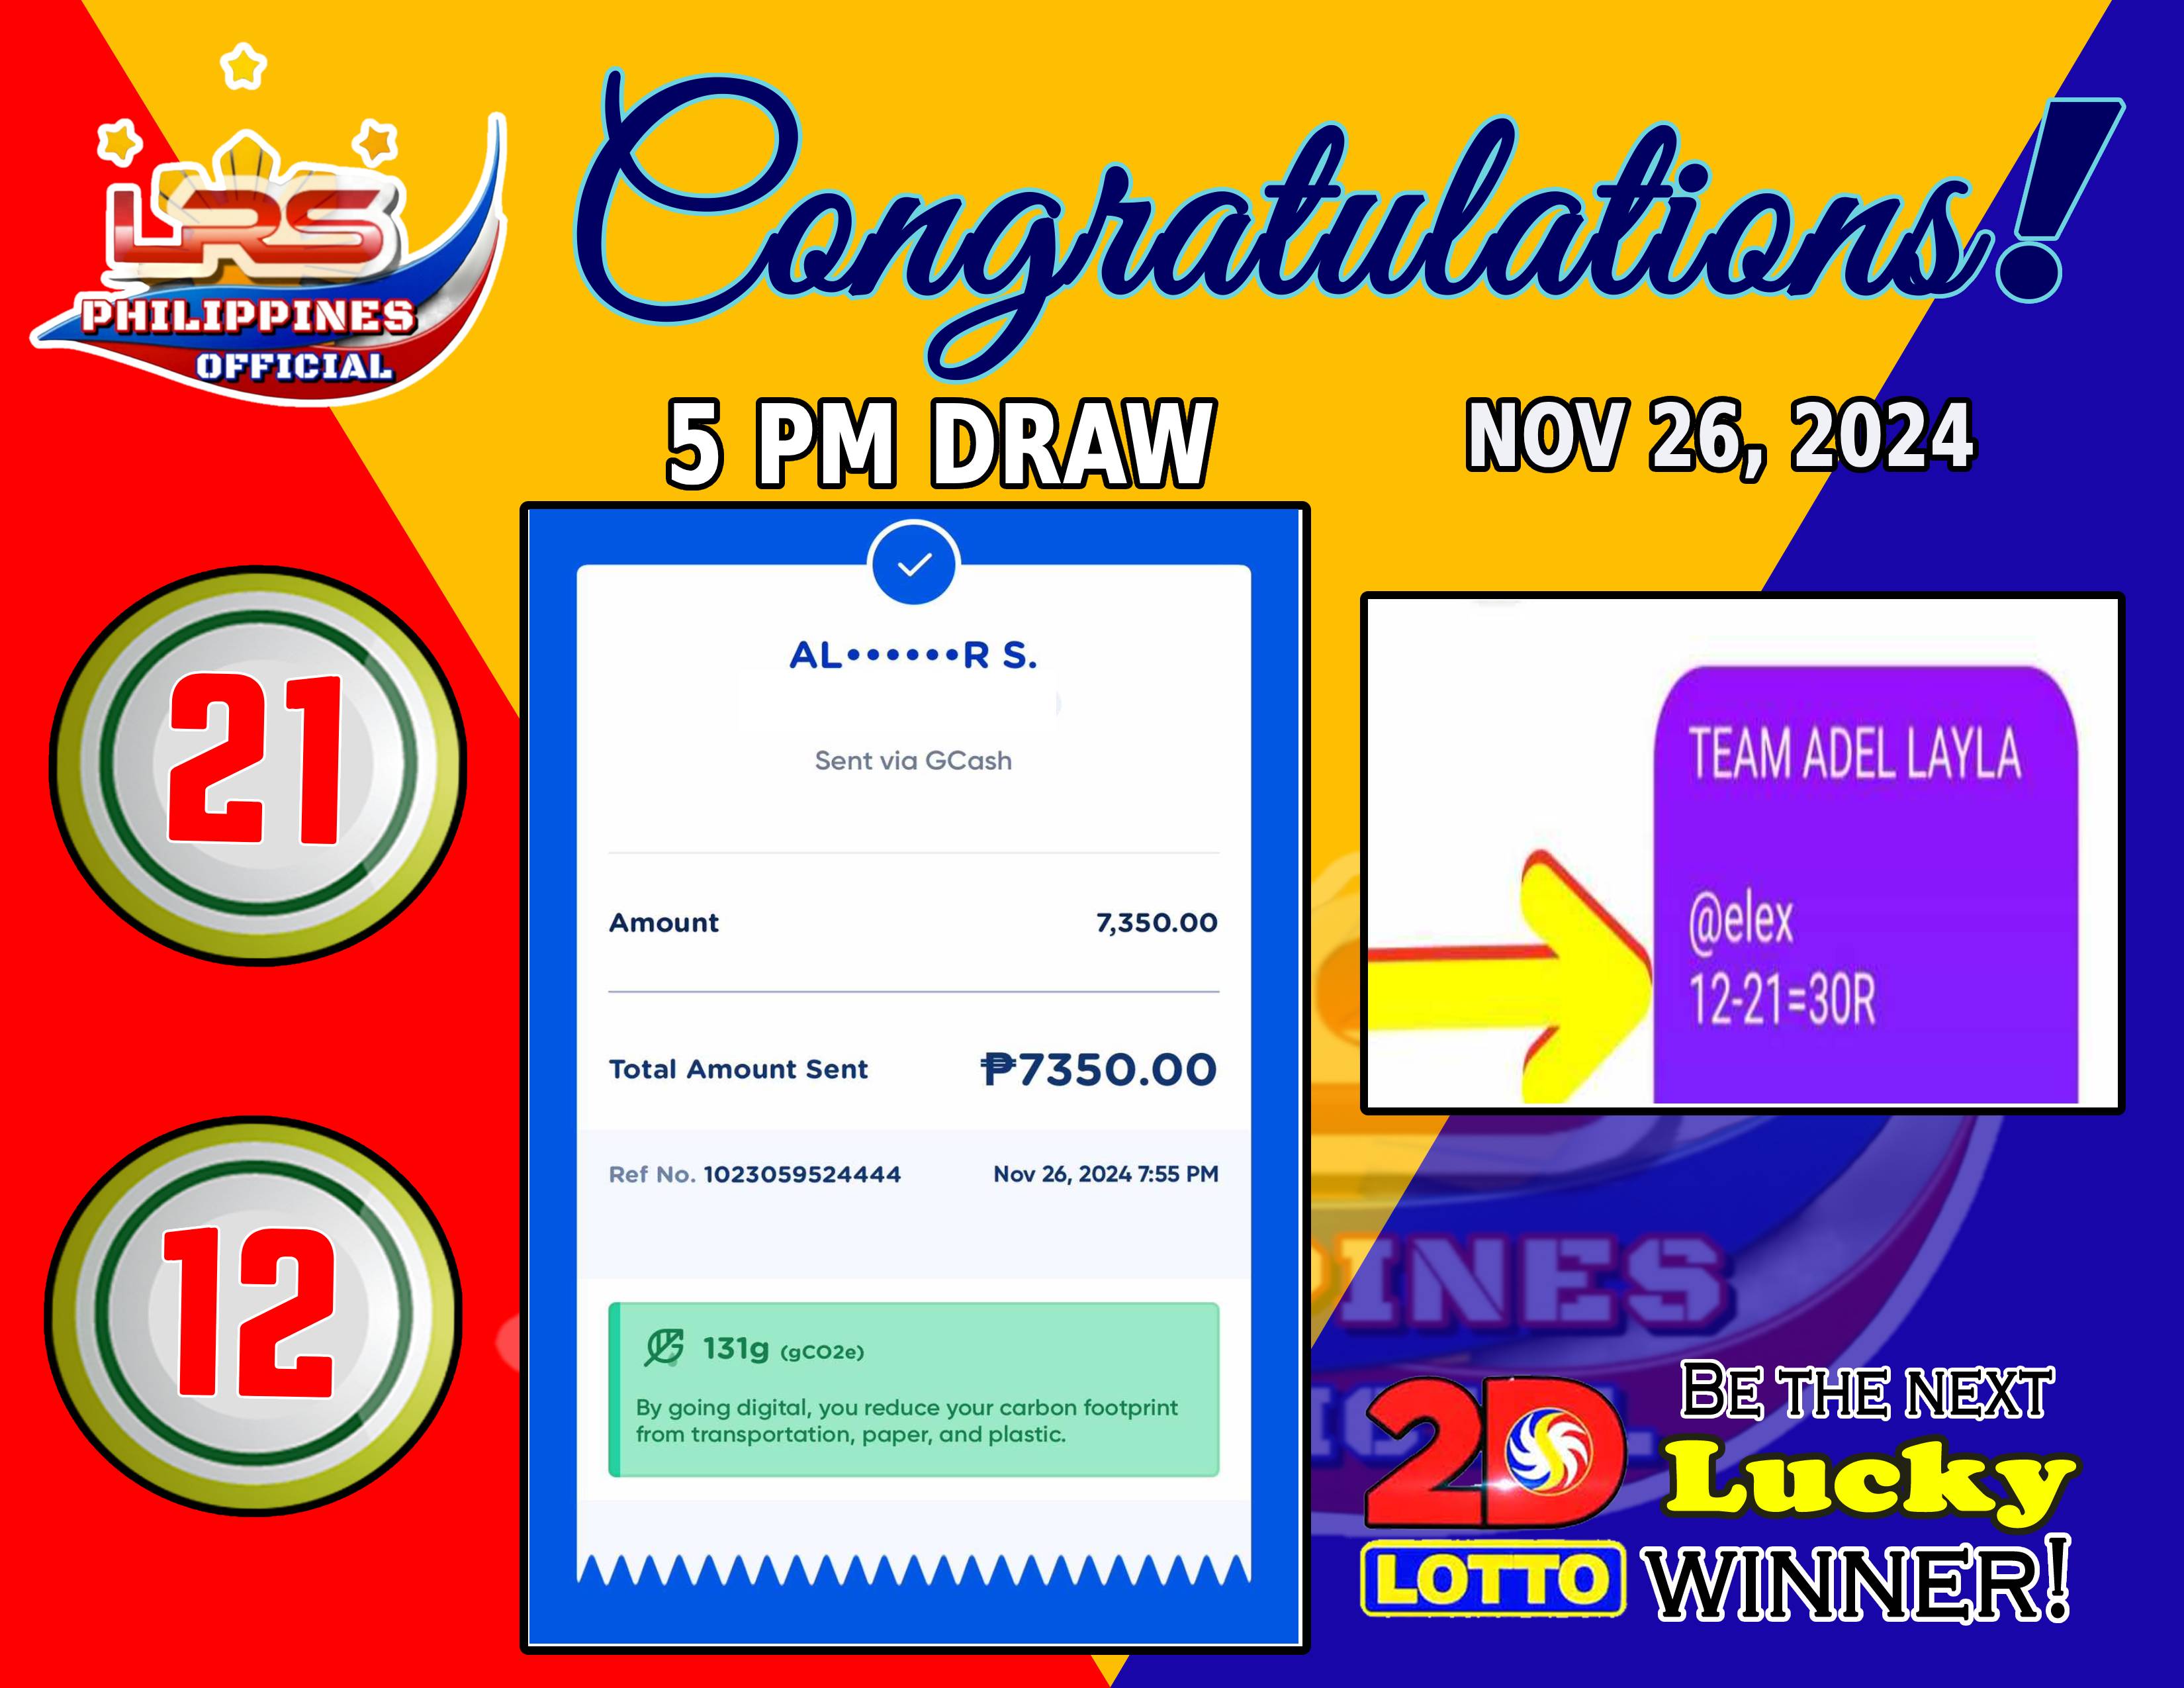 LRS
PHILIPPINES
OFFICIAL
Congratulations!
5 PM DRAW
NOV 26, 2024
21
12
AL••••••R S.
Sent via GCash
Amount 7,350.00
Total Amount Sent ₱7350.00
Ref No. 1023059524444 Nov 26, 2024 7:55 PM
131g (gCO2e)
By going digital, you reduce your carbon footprint
from transportation, paper, and plastic.
TEAM ADEL LAYLA
@elex
12-21=30R
PINES
2D
LOTTO
BE THE NEXT
Lucky
WINNER!